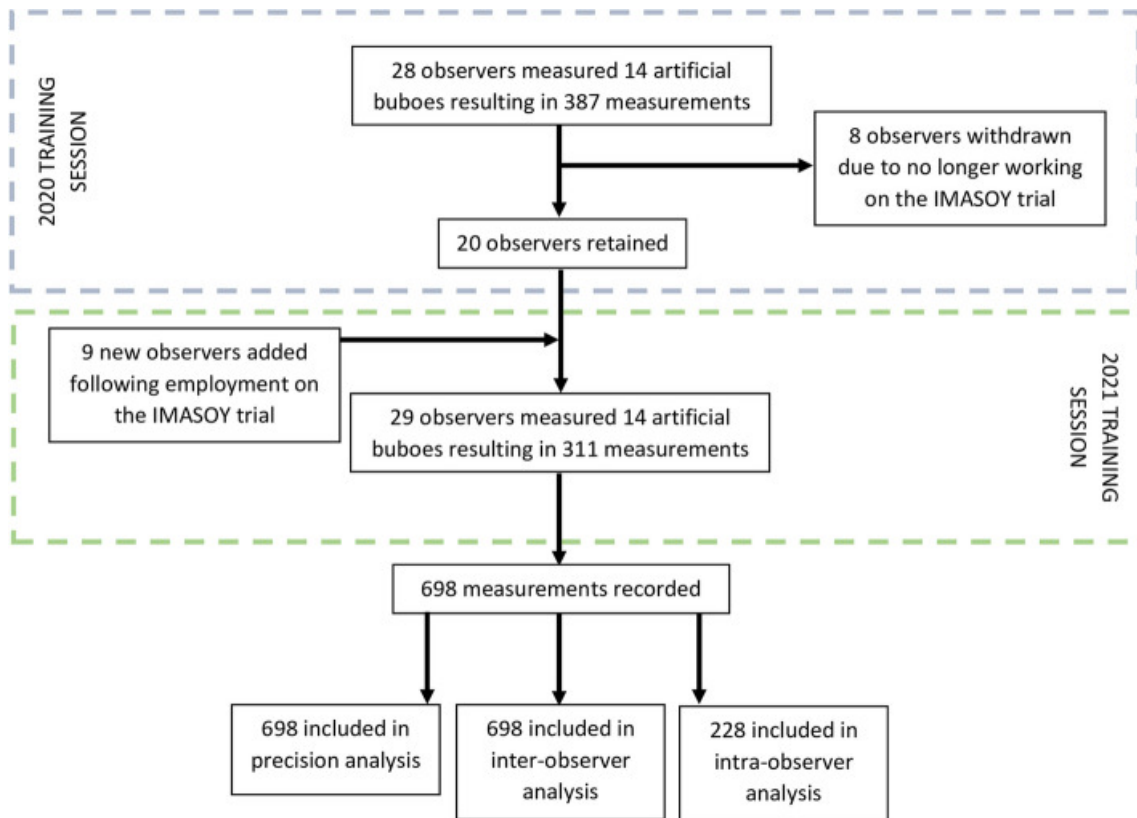 2020 TRAINING
SESSION
28 observers measured 14 artificial
buboes resulting in 387 measurements
8 observers withdrawn
due to no longer working
on the IMASOY trial
20 observers retained
2021 TRAINING
SESSION
9 new observers added
following employment on
the IMASOY trial
29 observers measured 14 artificial
buboes resulting in 311 measurements
698 measurements recorded
698 included in
precision analysis
698 included in
inter-observer
analysis
228 included in
intra-observer
analysis